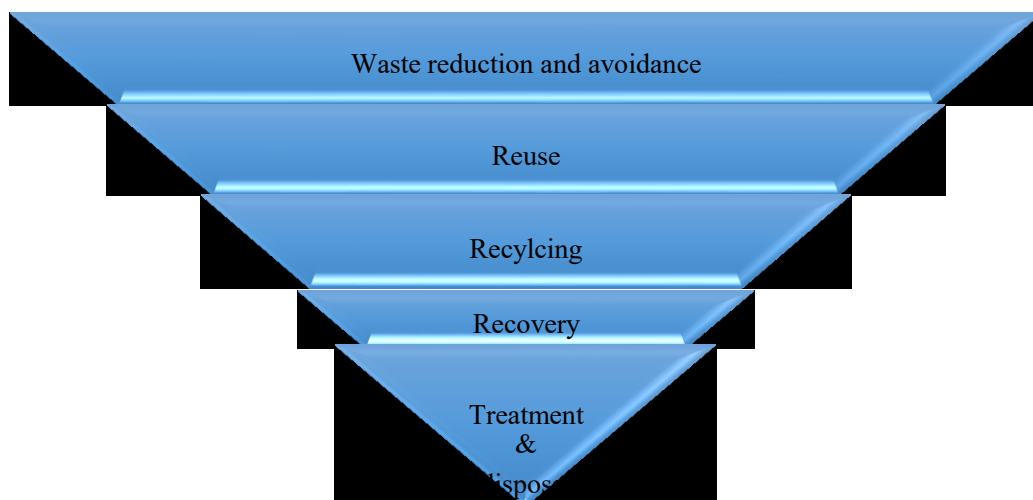 Waste reduction and avoidance
Reuse
Recylcing
Recovery
Treatment
&